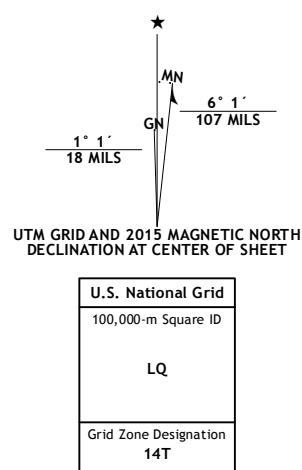 ★
MN
GN
6° 1´
107 MILS
1° 1´
18 MILS
UTM GRID AND 2015 MAGNETIC NORTH
DECLINATION AT CENTER OF SHEET
U.S. National Grid
100,000-m Square ID
LQ
Grid Zone Designation
14T